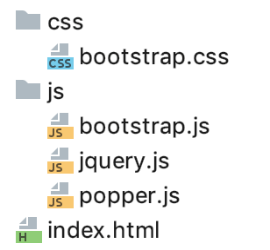 css
CSS bootstrap.css
js
JS bootstrap.js
JS jquery.js
JS popper.js
H index.html